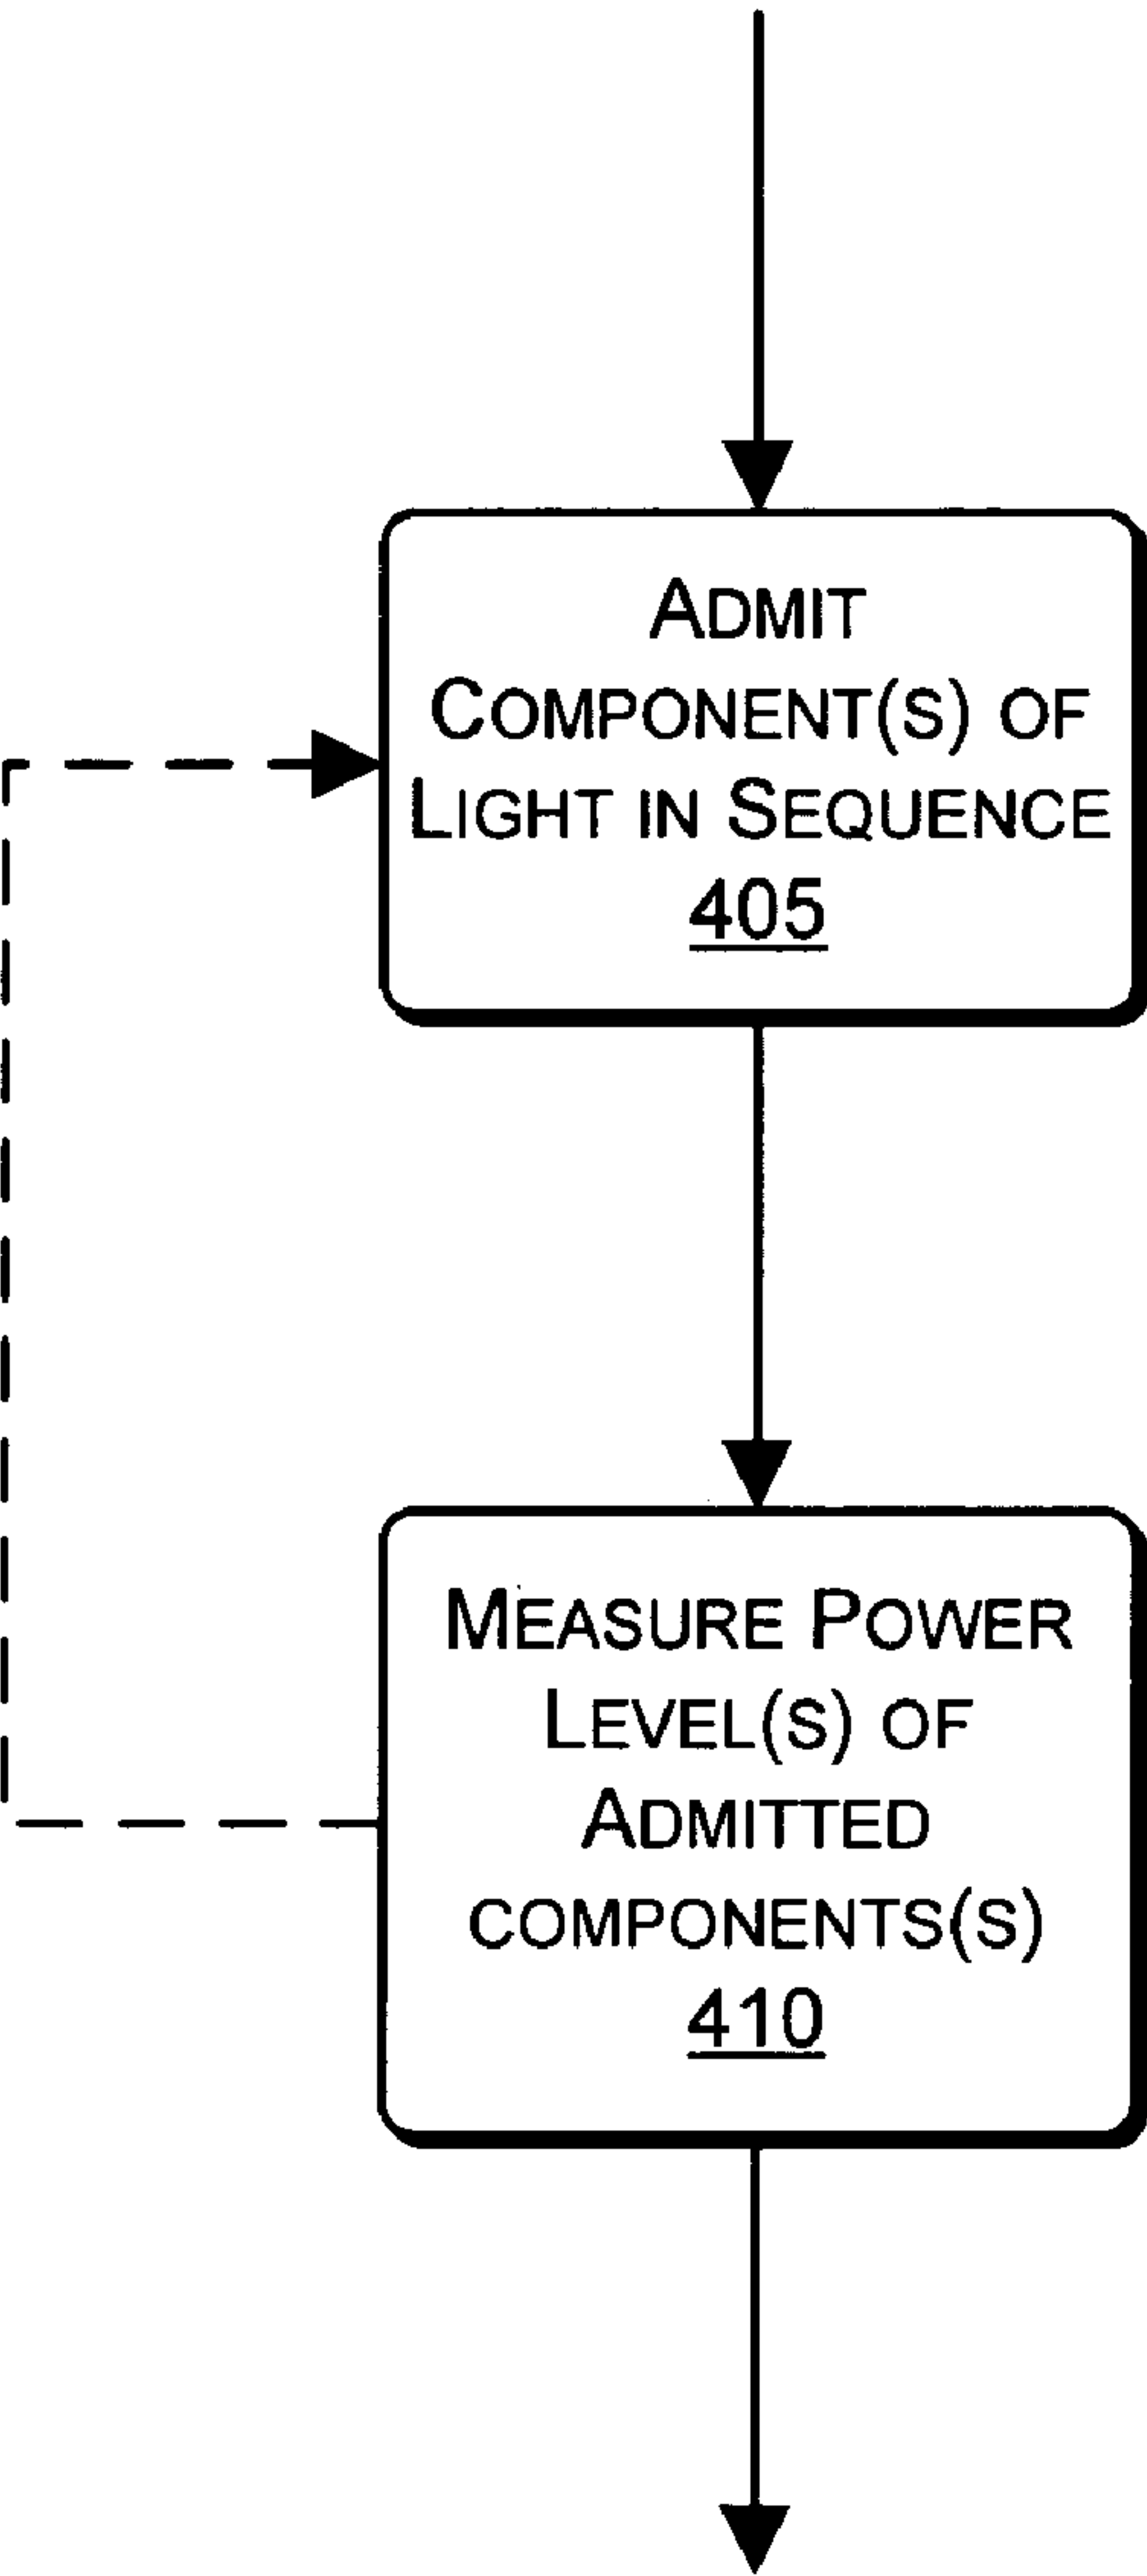 ADMIT
COMPONENT(S) OF
LIGHT IN SEQUENCE
405
MEASURE POWER
LEVEL(S) OF
ADMITTED
COMPONENTS(S)
410